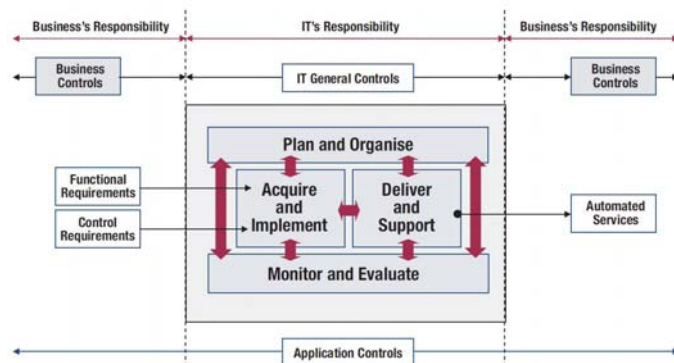 Business's Responsibility
IT's Responsibility
Business's Responsibility
Business
Controls
IT General Controls
Business
Controls
Plan and Organise
Functional
Requirements
Control
Requirements
Acquire
and
Implement
Deliver
and
Support
Automated
Services
Monitor and Evaluate
Application Controls